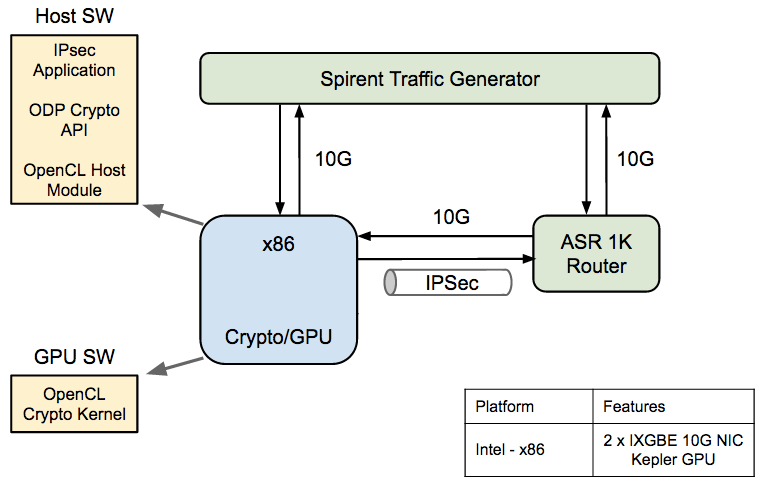 Host SW
IPsec
Application
ODP Crypto
API
OpenCL Host
Module
Spirent Traffic Generator
10G
10G
10G
x86
Crypto/GPU
ASR 1K
Router
IPSec
GPU SW
OpenCL
Crypto Kernel
Platform
Features
Intel - x86
2 x IXGBE 10G NIC
Kepler GPU